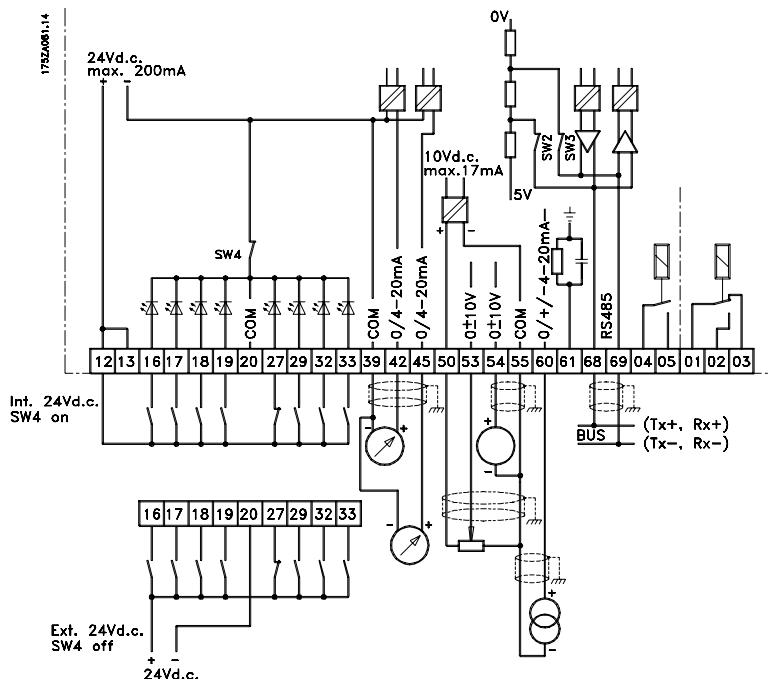 175ZA081.14
0V
24Vd.c.
max. 200mA
+ -
SW2
SW3
10Vd.c.
max.17mA
5V
+ -
SW4
COM
COM
0/4-20mA
0/4-20mA
0±10V
0±10V
COM
0/+/-4-20mA-
RS485
12 13 16 17 18 19 20 27 29 32 33 39 42 45 50 53 54 55 60 61 68 69 04 05 01 02 03
Int. 24Vd.c.
SW4 on
- +
+
-
BUS
(Tx+, Rx+)
(Tx-, Rx-)
16 17 18 19 20 27 29 32 33
- +
Ext. 24Vd.c.
SW4 off
+ -
24Vd.c.
+
-